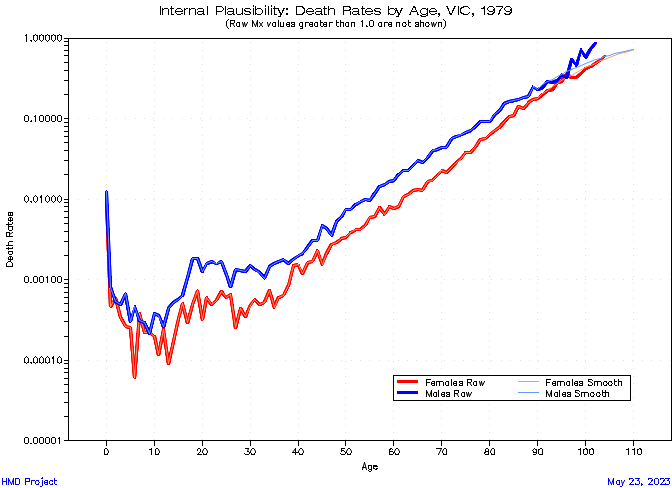 Internal Plausibility: Death Rates by Age, VIC, 1979
(Raw Mx values greater than 1.0 are not shown)
1.00000
0.10000
0.01000
0.00100
0.00010
0.00001
Death Rates
Females Raw
Females Smooth
Males Raw
Males Smooth
0 10 20 30 40 50 60 70 80 90 100 110
Age
HMD Project
May 23, 2023